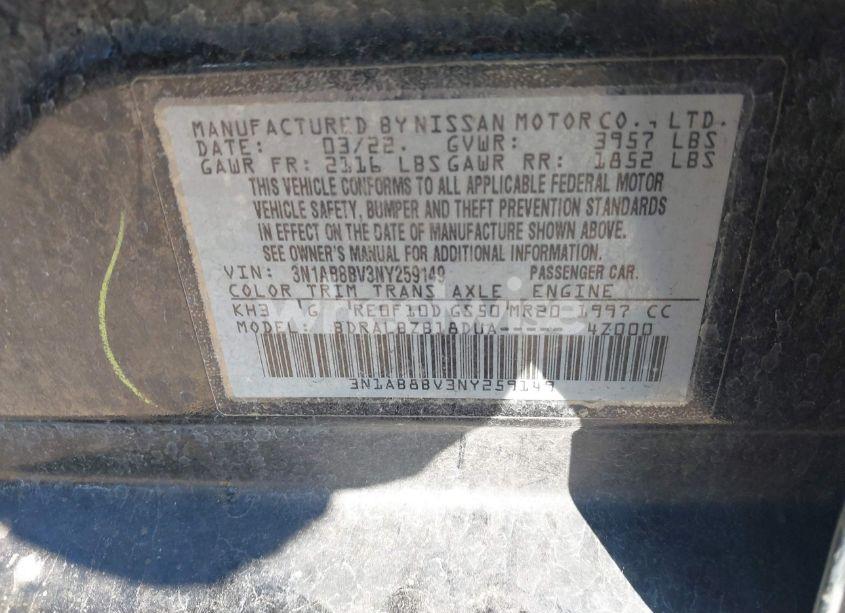 MANUFACTURED BY NISSAN MOTOR CO., LTD.
DATE: 03/22. GVWR: 3957 LBS
GAWR FR: 2116 LBS GAWR RR: 1852 LBS
THIS VEHICLE CONFORMS TO ALL APPLICABLE FEDERAL MOTOR
VEHICLE SAFETY, BUMPER AND THEFT PREVENTION STANDARDS
IN EFFECT ON THE DATE OF MANUFACTURE SHOWN ABOVE.
SEE OWNER'S MANUAL FOR ADDITIONAL INFORMATION.
VIN: 3N1AB8BV3NY259149 PASSENGER CAR.
COLOR TRIM TRANS AXLE ENGINE
KH3 G RE0F10D GS50 MR20 1997 CC
MODEL: BDRALBZB18DUA----- 4Z000
3N1AB8BV3NY259149